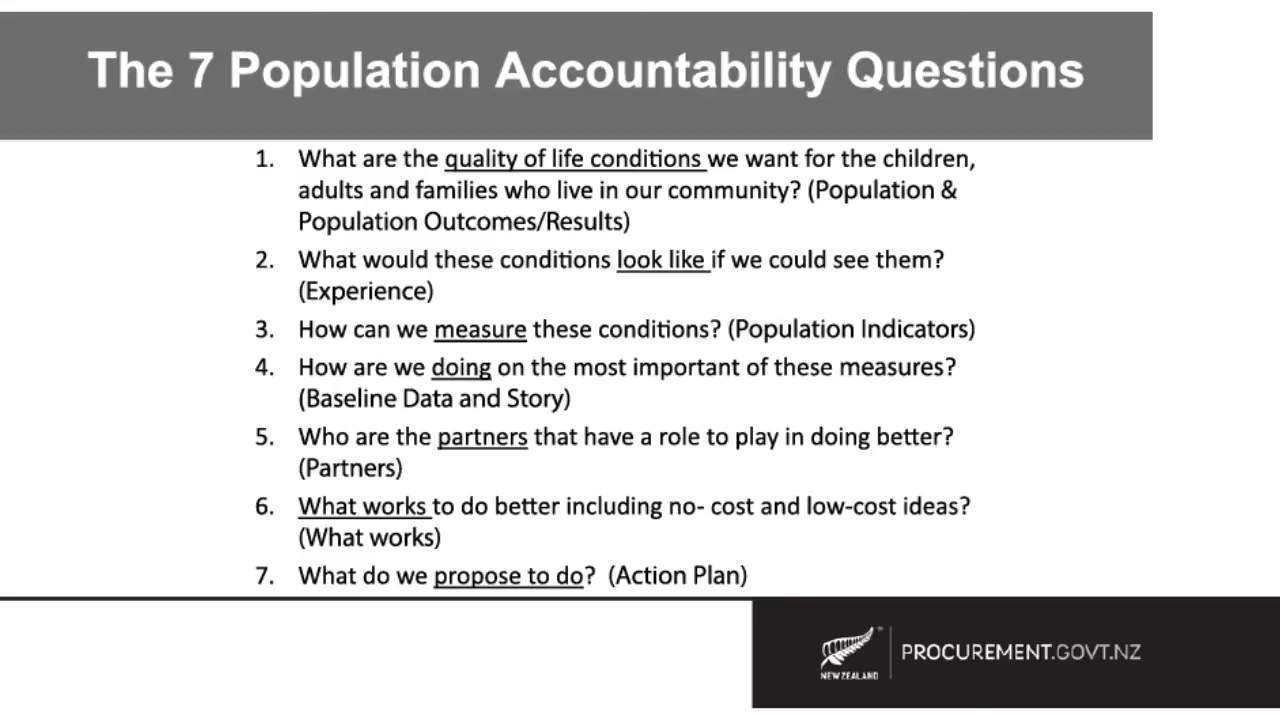 The 7 Population Accountability Questions
1. What are the quality of life conditions we want for the children,
adults and families who live in our community? (Population &
Population Outcomes/Results)
2. What would these conditions look like if we could see them?
(Experience)
3. How can we measure these conditions? (Population Indicators)
4. How are we doing on the most important of these measures?
(Baseline Data and Story)
5. Who are the partners that have a role to play in doing better?
(Partners)
6. What works to do better including no- cost and low-cost ideas?
(What works)
7. What do we propose to do? (Action Plan)
NEW ZEALAND
PROCUREMENT.GOVT.NZ